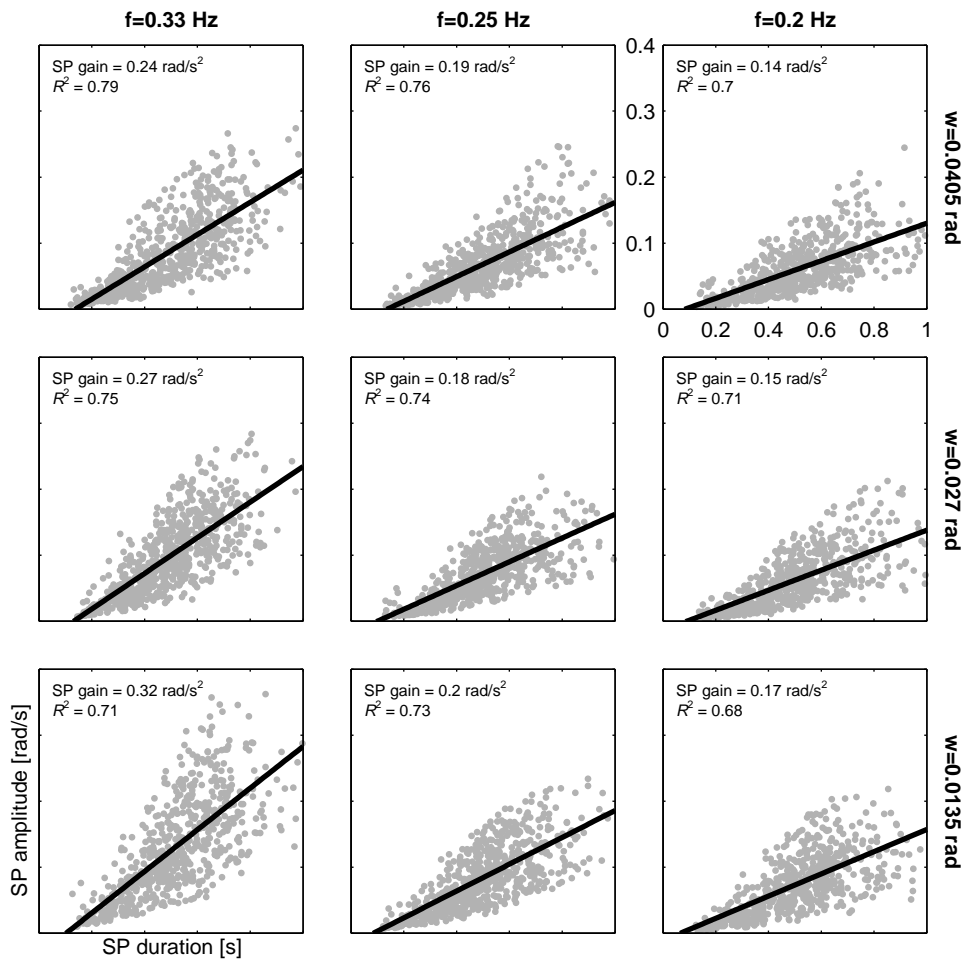 f=0.33 Hz
f=0.25 Hz
f=0.2 Hz
SP gain = 0.24 rad/s²
R² = 0.79
SP gain = 0.19 rad/s²
R² = 0.76
0.4
0.3
0.2
0.1
0
SP gain = 0.14 rad/s²
R² = 0.7
0 0.2 0.4 0.6 0.8 1
w=0.0405 rad
SP gain = 0.27 rad/s²
R² = 0.75
SP gain = 0.18 rad/s²
R² = 0.74
SP gain = 0.15 rad/s²
R² = 0.71
w=0.027 rad
SP gain = 0.32 rad/s²
R² = 0.71
SP gain = 0.2 rad/s²
R² = 0.73
SP gain = 0.17 rad/s²
R² = 0.68
w=0.0135 rad
SP amplitude [rad/s]
SP duration [s]